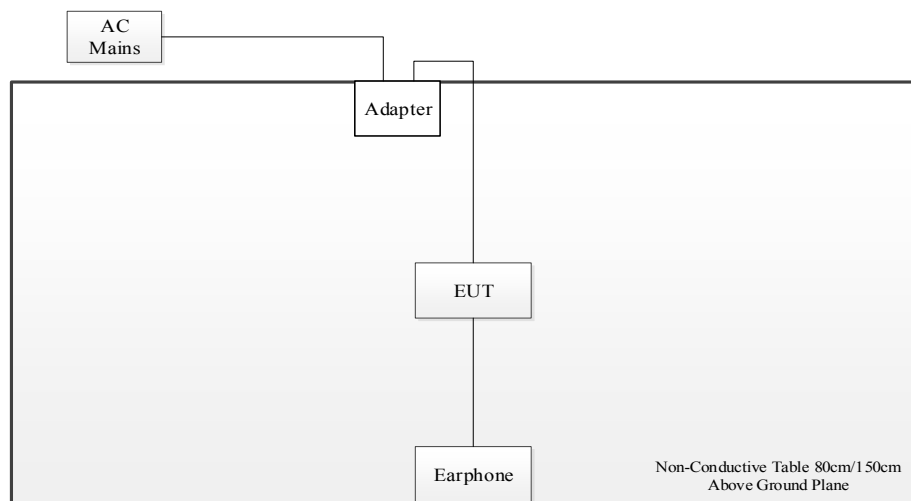 AC
Mains
Adapter
EUT
Earphone
Non-Conductive Table 80cm/150cm
Above Ground Plane